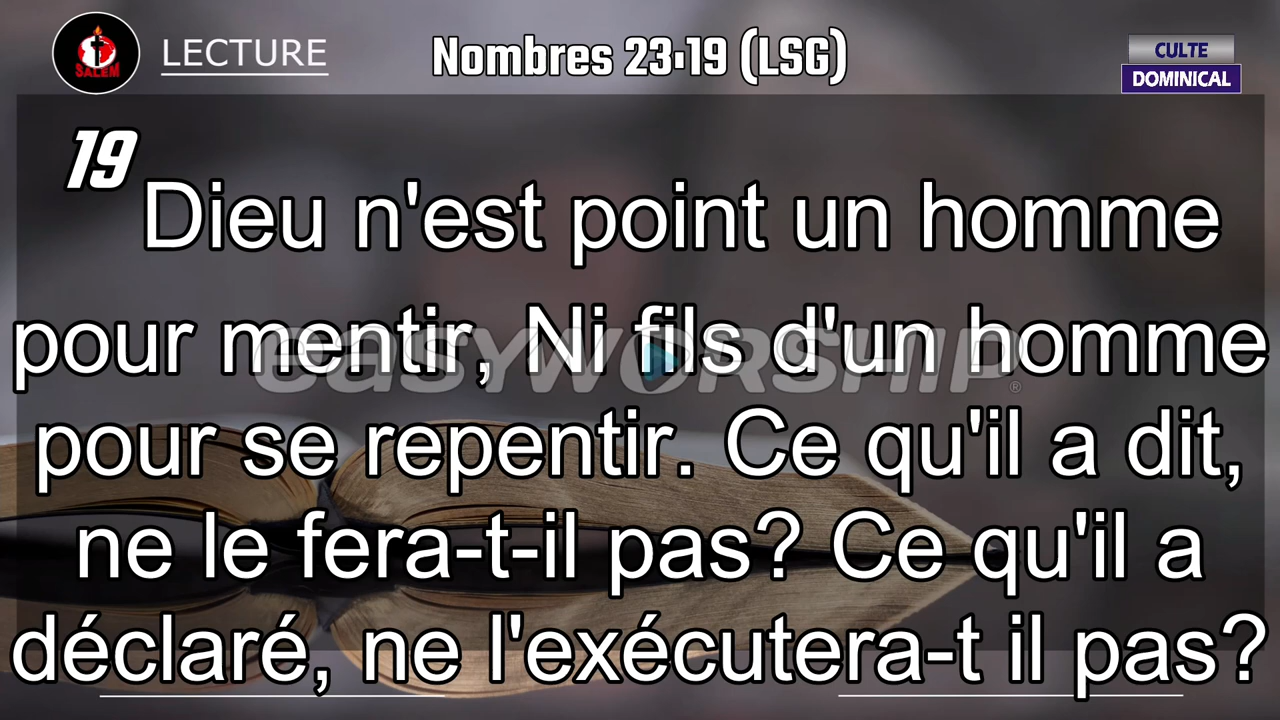 SALEM
LECTURE
Nombres 23:19 (LSG)
CULTE
DOMINICAL
19 Dieu n'est point un homme
pour mentir, Ni fils d'un homme
pour se repentir. Ce qu'il a dit,
ne le fera-t-il pas? Ce qu'il a
déclaré, ne l'exécutera-t il pas?
easyworship®